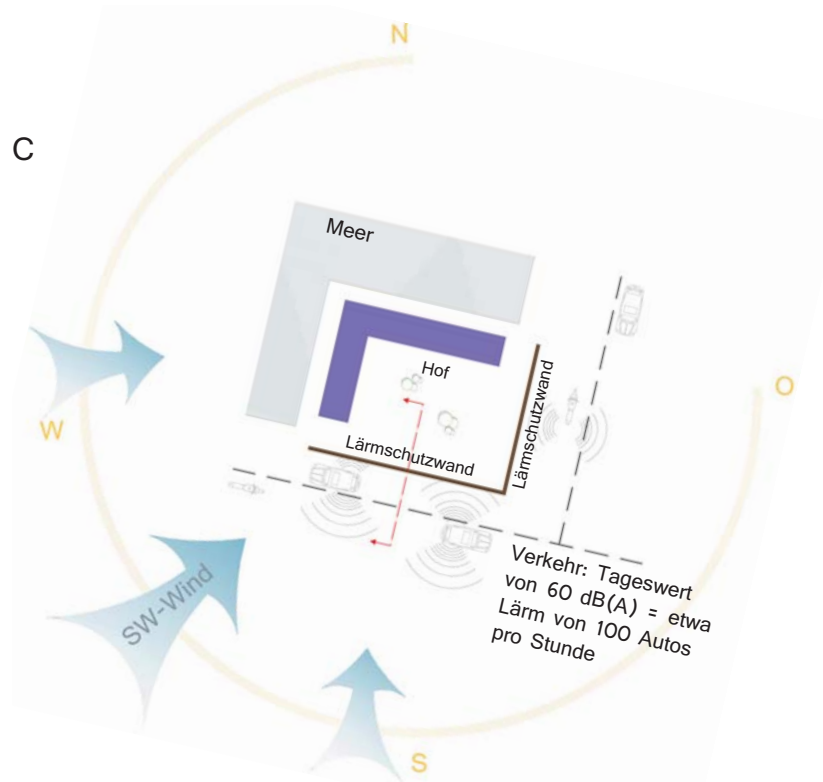 N
C
Meer
Hof
Lärmschutzwand
Lärmschutzwand
O
W
SW-Wind
Verkehr: Tageswert
von 60 dB(A) = etwa
Lärm von 100 Autos
pro Stunde
S